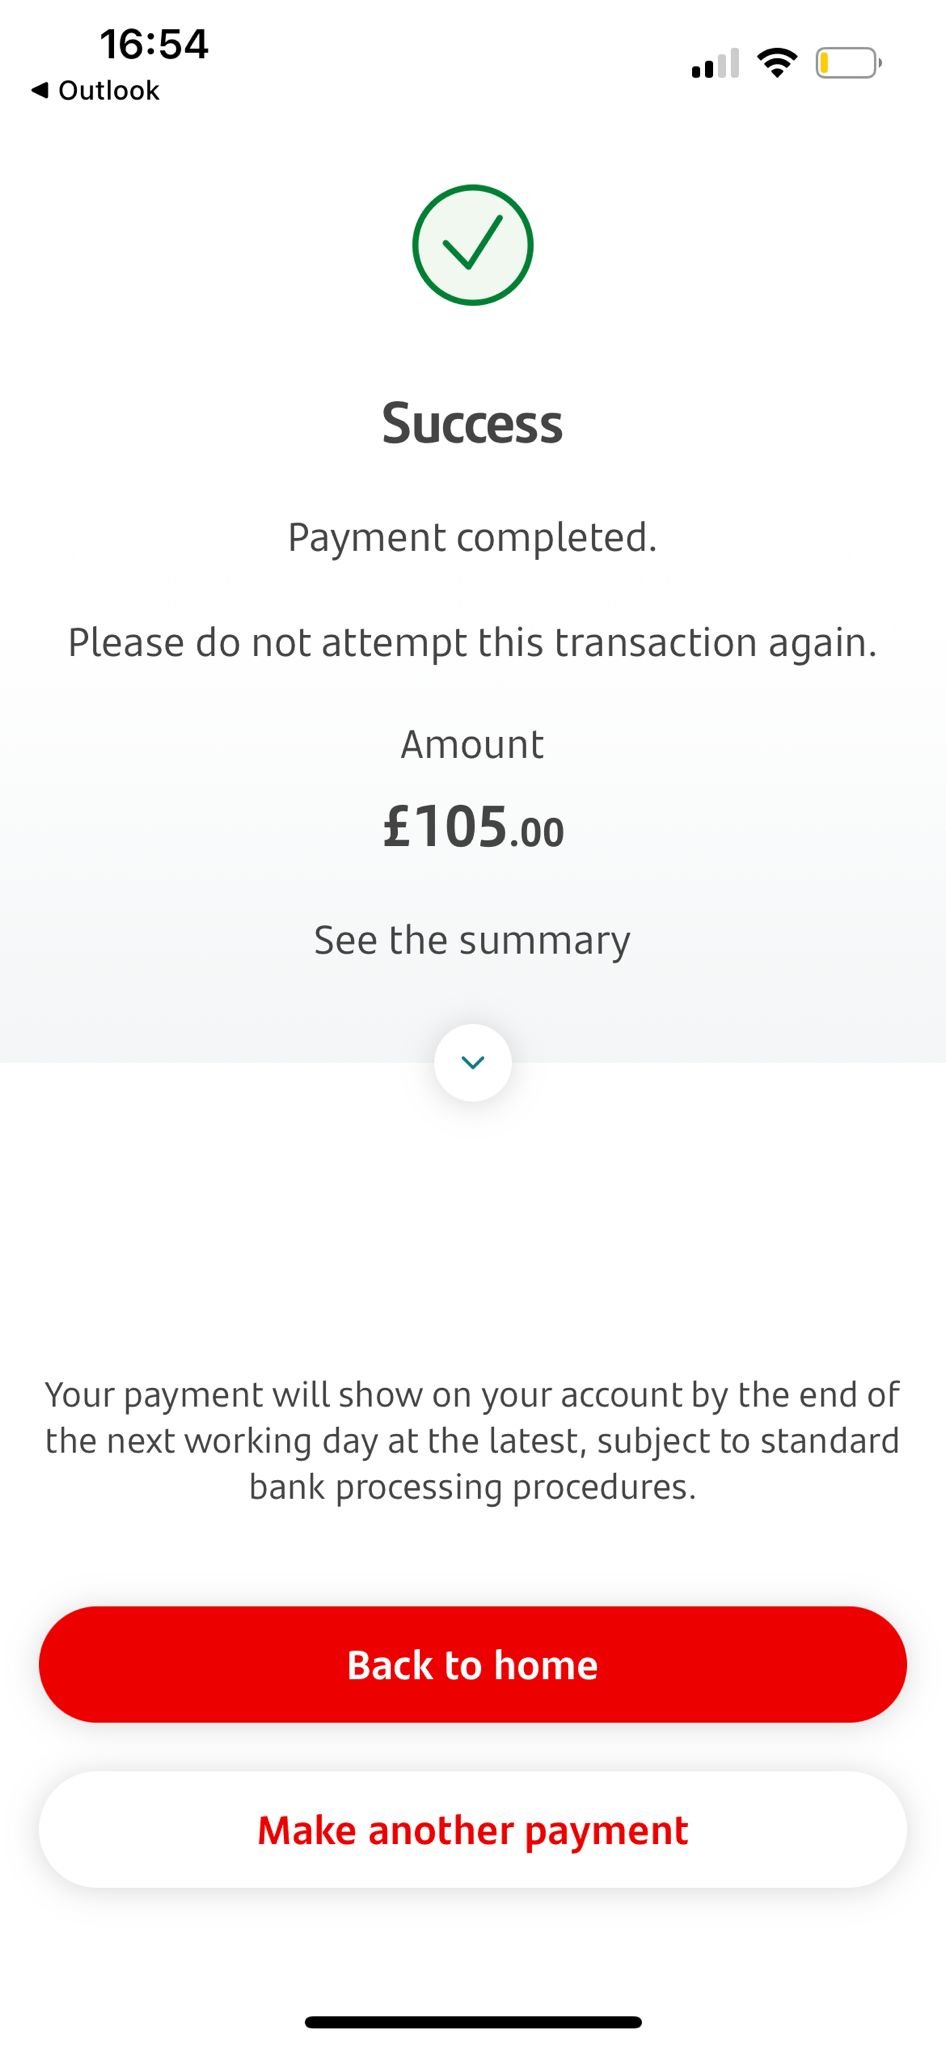 16:54
◀ Outlook
Success
Payment completed.
Please do not attempt this transaction again.
Amount
£105.00
See the summary
Your payment will show on your account by the end of
the next working day at the latest, subject to standard
bank processing procedures.
Back to home
Make another payment